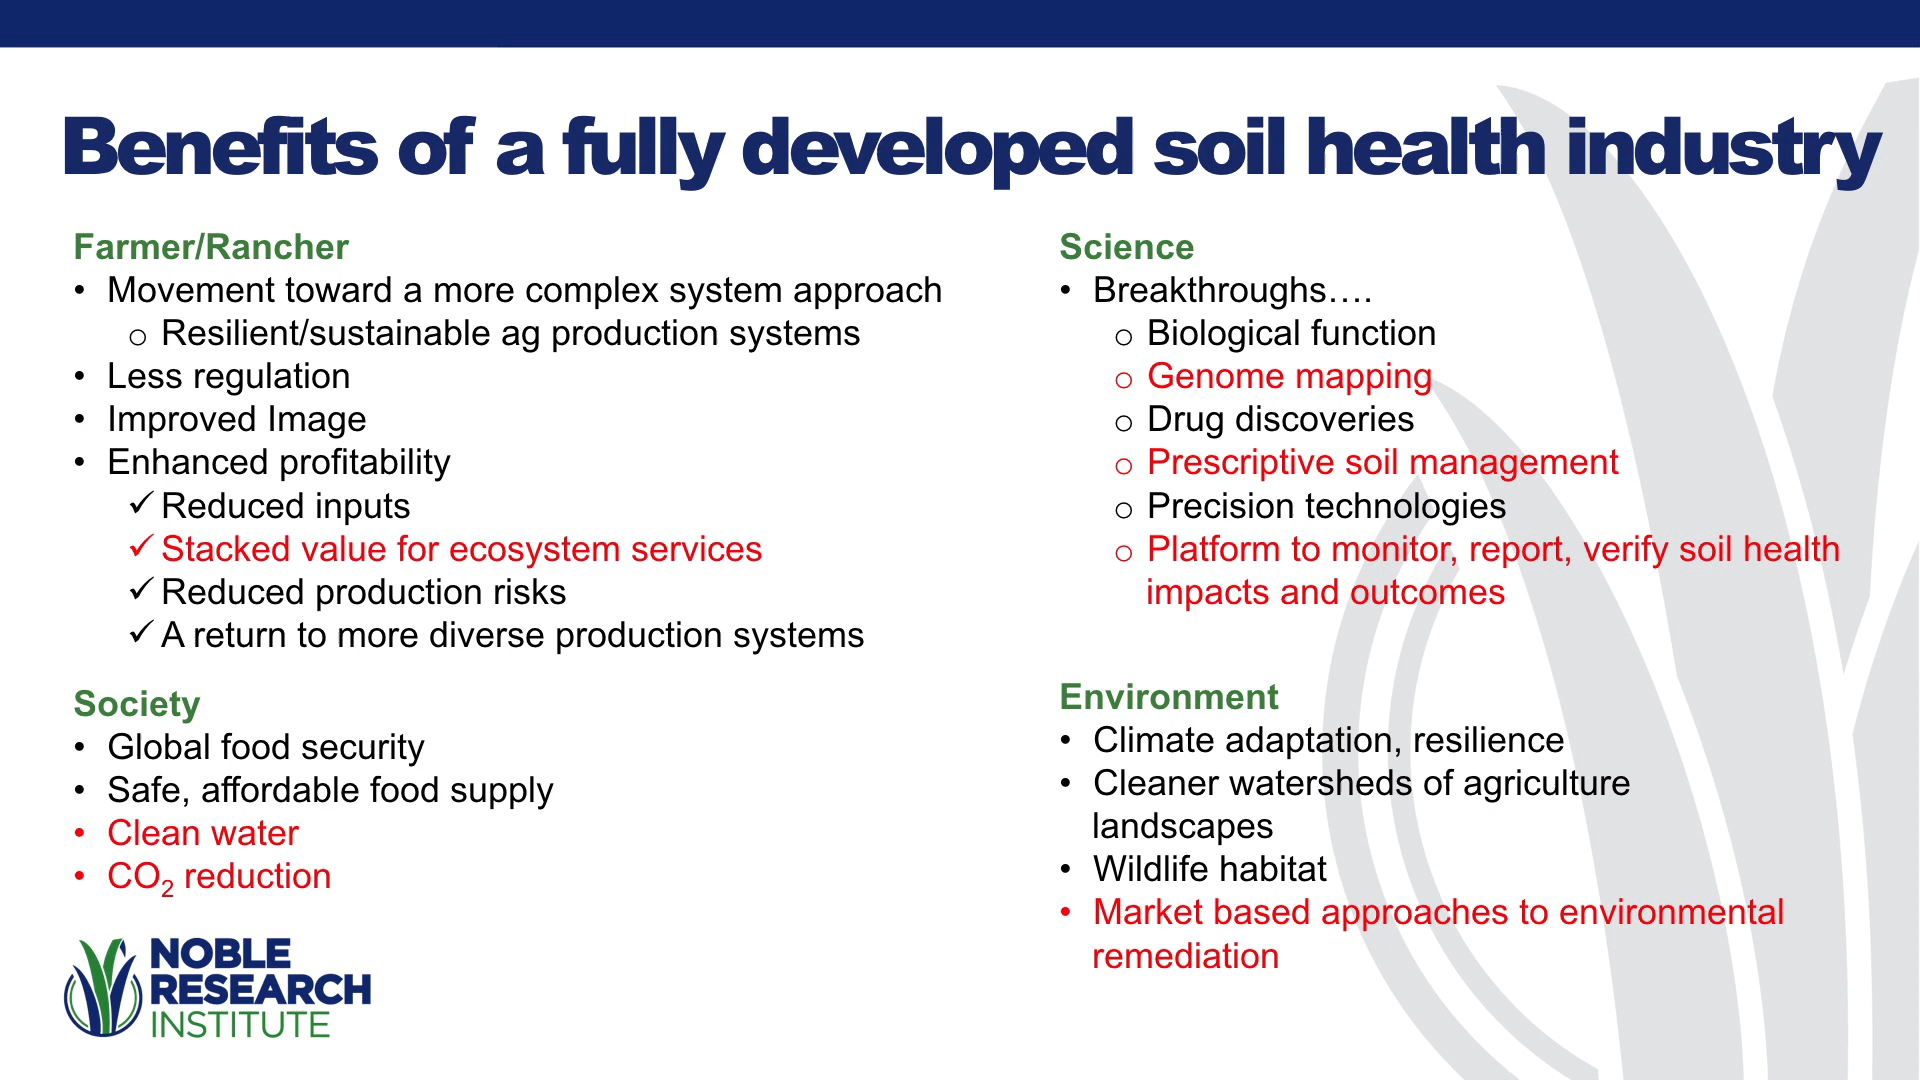 Benefits of a fully developed soil health industry
Farmer/Rancher
• Movement toward a more complex system approach
o Resilient/sustainable ag production systems
• Less regulation
• Improved Image
• Enhanced profitability
✓ Reduced inputs
✓ Stacked value for ecosystem services
✓ Reduced production risks
✓ A return to more diverse production systems
Society
• Global food security
• Safe, affordable food supply
• Clean water
• CO₂ reduction
Science
• Breakthroughs….
o Biological function
o Genome mapping
o Drug discoveries
o Prescriptive soil management
o Precision technologies
o Platform to monitor, report, verify soil health
impacts and outcomes
Environment
• Climate adaptation, resilience
• Cleaner watersheds of agriculture
landscapes
• Wildlife habitat
• Market based approaches to environmental
remediation
NOBLE
RESEARCH
INSTITUTE